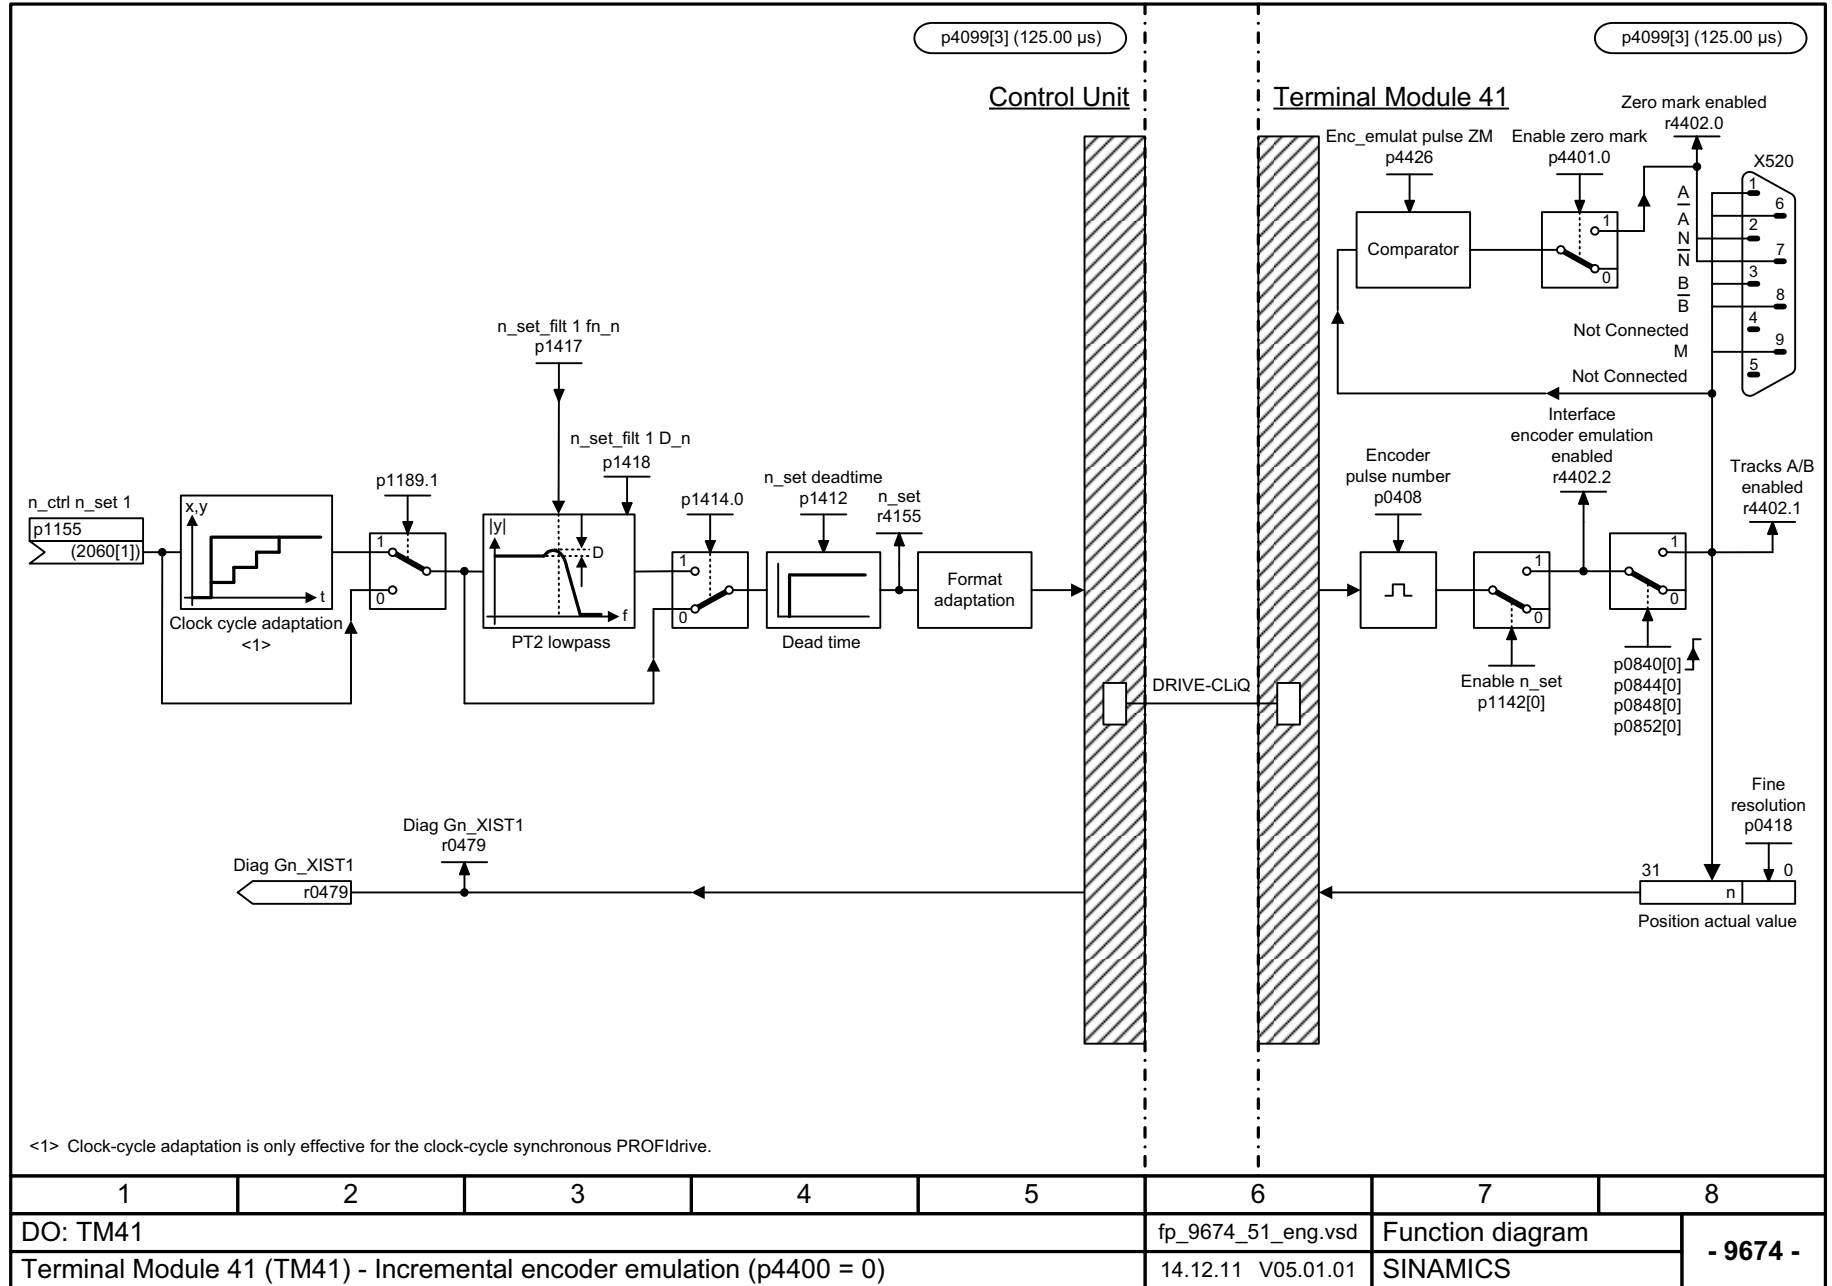 p4099[3] (125.00 µs)
p4099[3] (125.00 µs)
Control Unit
Terminal Module 41
Zero mark enabled
r4402.0
Enc_emulat pulse ZM
p4426
Enable zero mark
p4401.0
X520
Comparator
1
0
A
A
N
N
B
B
Not Connected
M
Not Connected
1
6
2
7
3
8
4
9
5
n_set_filt 1 fn_n
p1417
n_set_filt 1 D_n
p1418
n_ctrl n_set 1
p1155
(2060[1])
x,y
t
Clock cycle adaptation
<1>
p1189.1
1
0
|y|
D
f
PT2 lowpass
p1414.0
1
0
n_set deadtime
p1412
Dead time
n_set
r4155
Format
adaptation
DRIVE-CLiQ
Encoder
pulse number
p0408
Interface
encoder emulation
enabled
r4402.2
1
0
Enable n_set
p1142[0]
1
0
p0840[0]
p0844[0]
p0848[0]
p0852[0]
Tracks A/B
enabled
r4402.1
Diag Gn_XIST1
r0479
Diag Gn_XIST1
r0479
Fine
resolution
p0418
31
0
n
Position actual value
<1> Clock-cycle adaptation is only effective for the clock-cycle synchronous PROFIdrive.
1
2
3
4
5
6
7
8
DO: TM41
fp_9674_51_eng.vsd
Function diagram
- 9674 -
Terminal Module 41 (TM41) - Incremental encoder emulation (p4400 = 0)
14.12.11 V05.01.01
SINAMICS